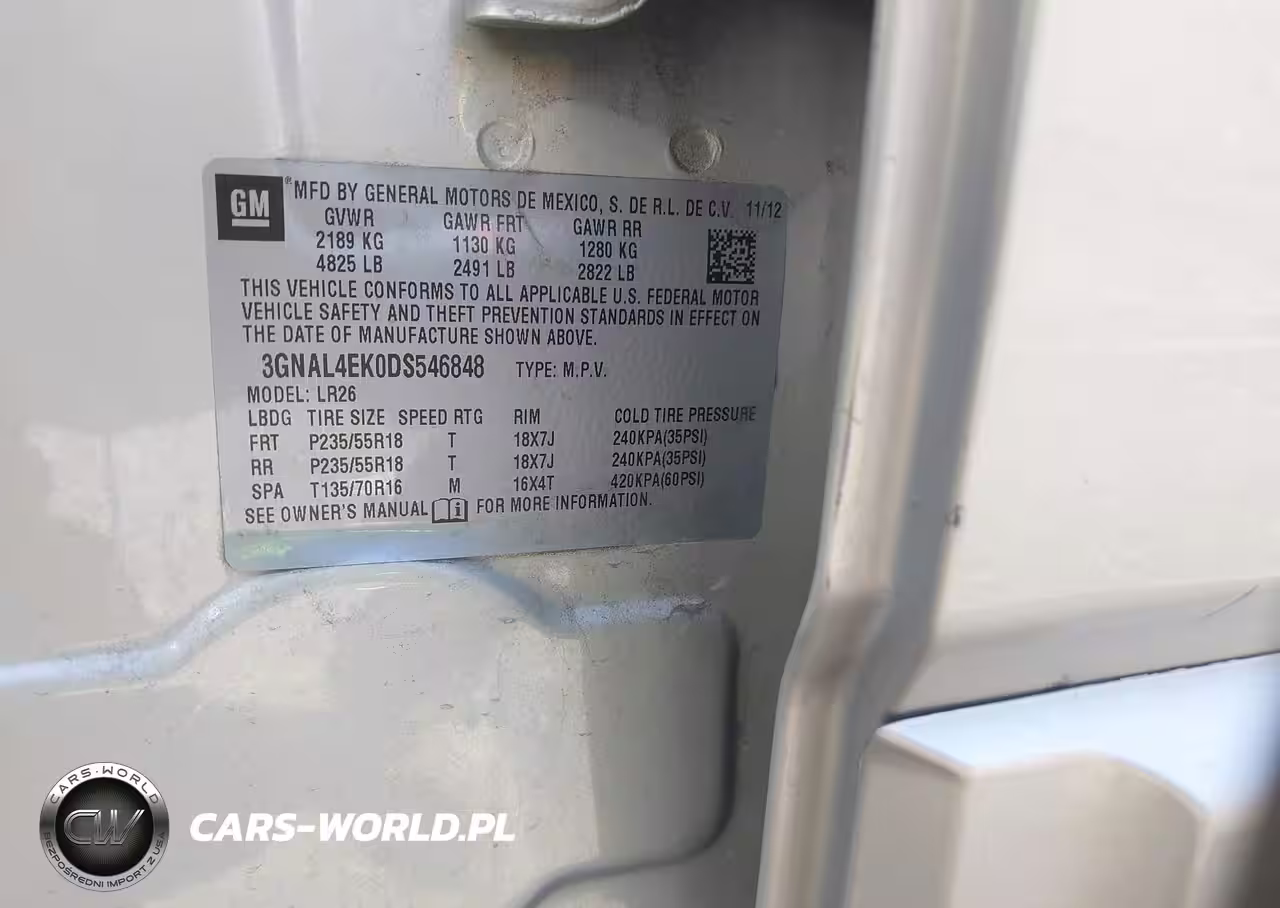 GM ® MFD BY GENERAL MOTORS DE MEXICO, S. DE R.L. DE C.V. 11/12
GVWR GAWR FRT GAWR RR
2189 KG 1130 KG 1280 KG
4825 LB 2491 LB 2822 LB
THIS VEHICLE CONFORMS TO ALL APPLICABLE U.S. FEDERAL MOTOR
VEHICLE SAFETY AND THEFT PREVENTION STANDARDS IN EFFECT ON
THE DATE OF MANUFACTURE SHOWN ABOVE.
3GNAL4EK0DS546848 TYPE: M.P.V.
MODEL: LR26
LBDG TIRE SIZE SPEED RTG RIM COLD TIRE PRESSURE
FRT P235/55R18 T 18X7J 240KPA(35PSI)
RR P235/55R18 T 18X7J 240KPA(35PSI)
SPA T135/70R16 M 16X4T 420KPA(60PSI)
SEE OWNER'S MANUAL i FOR MORE INFORMATION.
CARS-WORLD
CW
BEZPOŚREDNI IMPORT Z USA
CARS-WORLD.PL